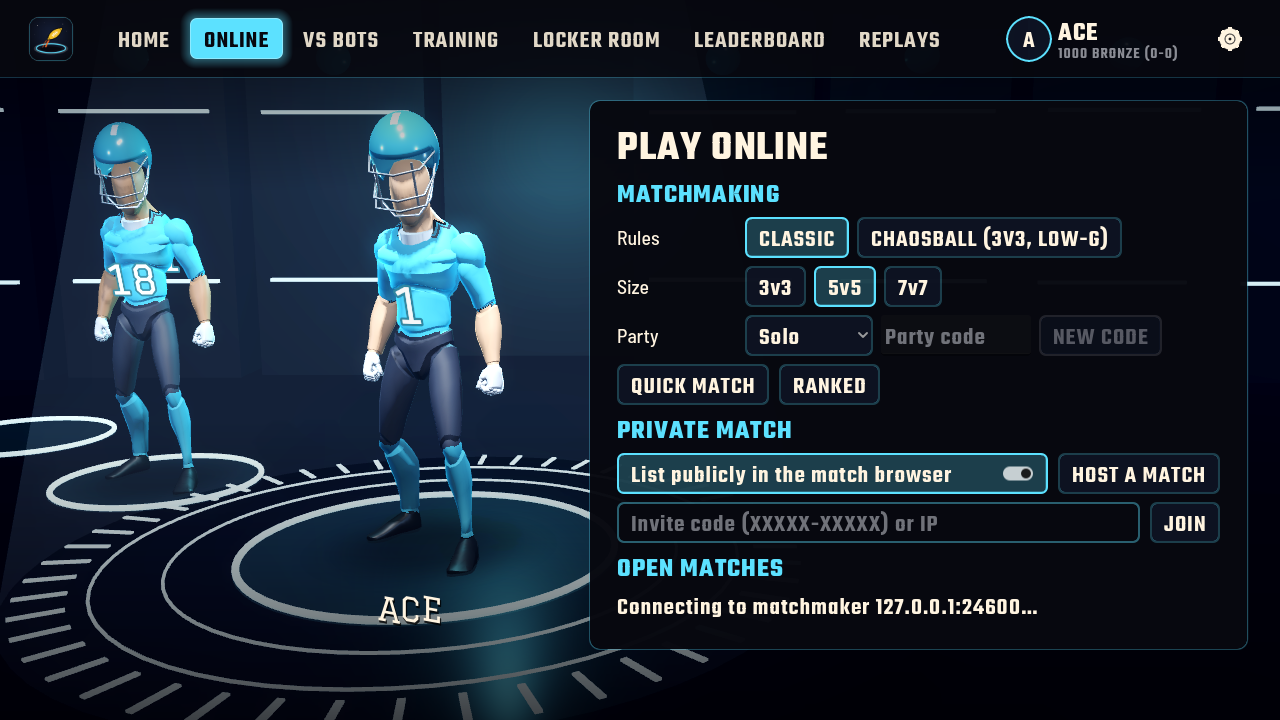 HOME ONLINE VS BOTS TRAINING LOCKER ROOM LEADERBOARD REPLAYS A ACE
1000 BRONZE (0-0)
PLAY ONLINE
MATCHMAKING
Rules CLASSIC CHAOSBALL (3V3, LOW-G)
Size 3v3 5v5 7v7
Party Solo Party code NEW CODE
QUICK MATCH RANKED
PRIVATE MATCH
List publicly in the match browser HOST A MATCH
Invite code (XXXXX-XXXXX) or IP JOIN
OPEN MATCHES
Connecting to matchmaker 127.0.0.1:24600...
18
1
ACE